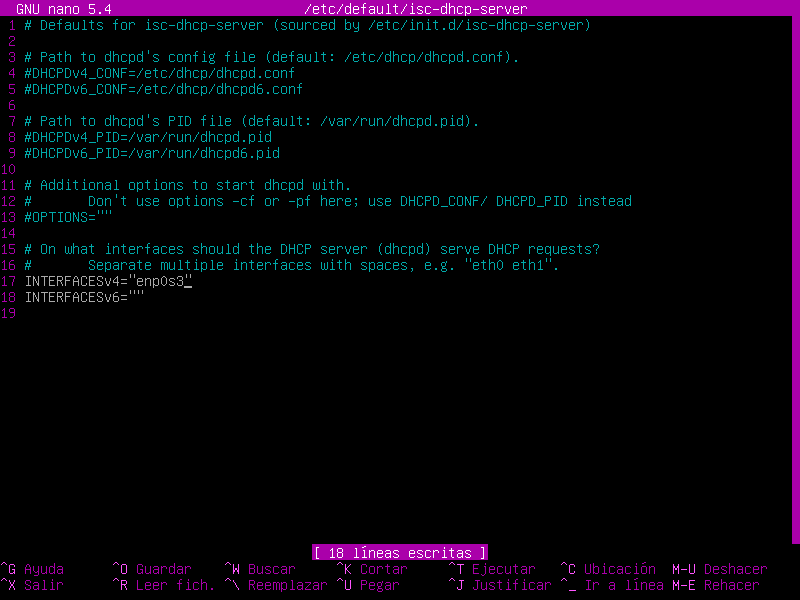 GNU nano 5.4 /etc/default/isc-dhcp-server
1 # Defaults for isc-dhcp-server (sourced by /etc/init.d/isc-dhcp-server)
2
3 # Path to dhcpd's config file (default: /etc/dhcp/dhcpd.conf).
4 #DHCPDv4_CONF=/etc/dhcp/dhcpd.conf
5 #DHCPDv6_CONF=/etc/dhcp/dhcpd6.conf
6
7 # Path to dhcpd's PID file (default: /var/run/dhcpd.pid).
8 #DHCPDv4_PID=/var/run/dhcpd.pid
9 #DHCPDv6_PID=/var/run/dhcpd6.pid
10
11 # Additional options to start dhcpd with.
12 #       Don't use options -cf or -pf here; use DHCPD_CONF/ DHCPD_PID instead
13 #OPTIONS=""
14
15 # On what interfaces should the DHCP server (dhcpd) serve DHCP requests?
16 #       Separate multiple interfaces with spaces, e.g. "eth0 eth1".
17 INTERFACESv4="enp0s3"
18 INTERFACESv6=""
19
[ 18 líneas escritas ]
^G Ayuda ^O Guardar ^W Buscar ^K Cortar ^T Ejecutar ^C Ubicación M-U Deshacer
^X Salir ^R Leer fich. ^\ Reemplazar ^U Pegar ^J Justificar ^_ Ir a línea M-E Rehacer